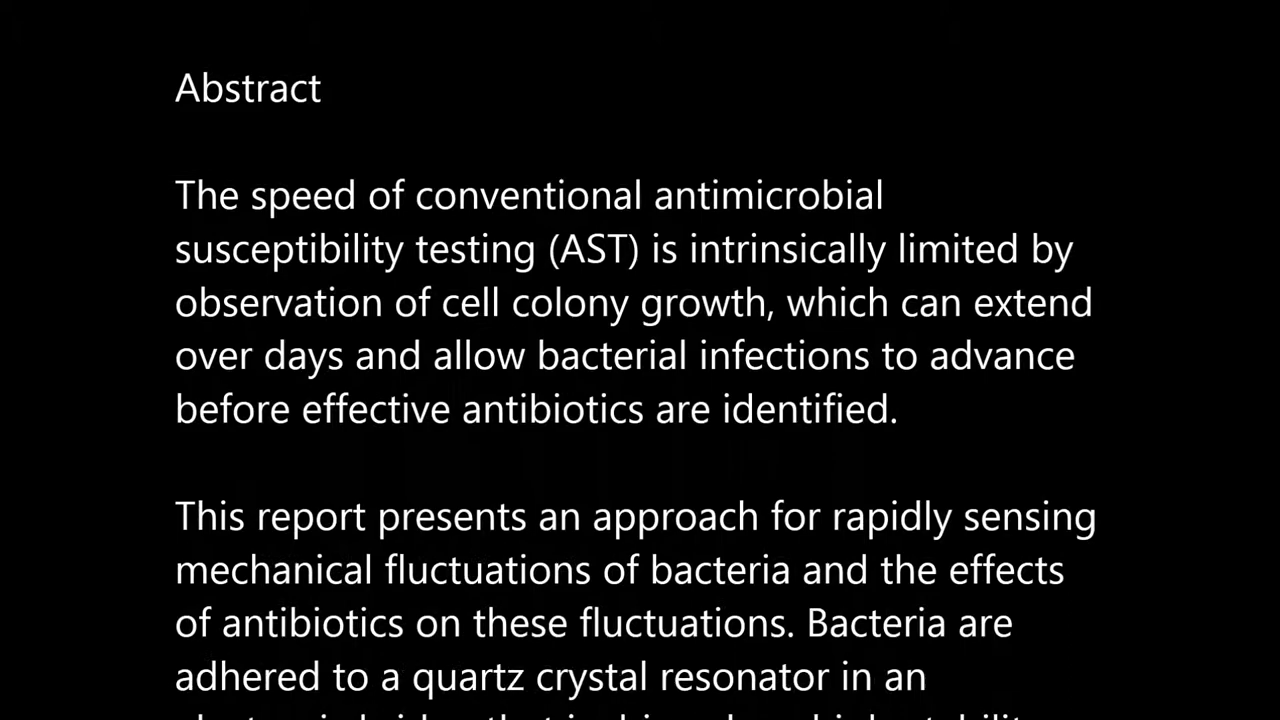 Abstract
The speed of conventional antimicrobial
susceptibility testing (AST) is intrinsically limited by
observation of cell colony growth, which can extend
over days and allow bacterial infections to advance
before effective antibiotics are identified.
This report presents an approach for rapidly sensing
mechanical fluctuations of bacteria and the effects
of antibiotics on these fluctuations. Bacteria are
adhered to a quartz crystal resonator in an